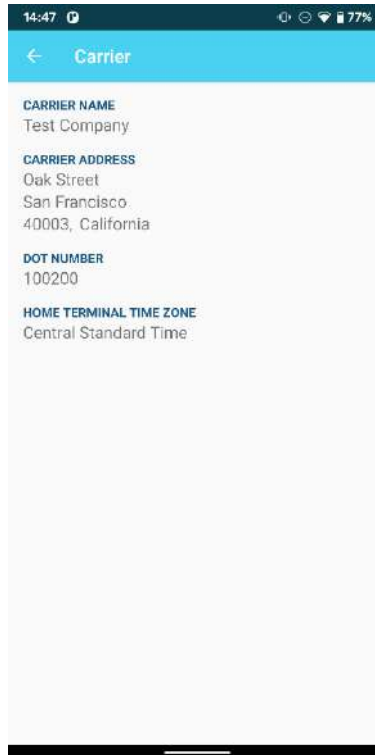 14:47
77%
Carrier
CARRIER NAME
Test Company
CARRIER ADDRESS
Oak Street
San Francisco
40003, California
DOT NUMBER
100200
HOME TERMINAL TIME ZONE
Central Standard Time